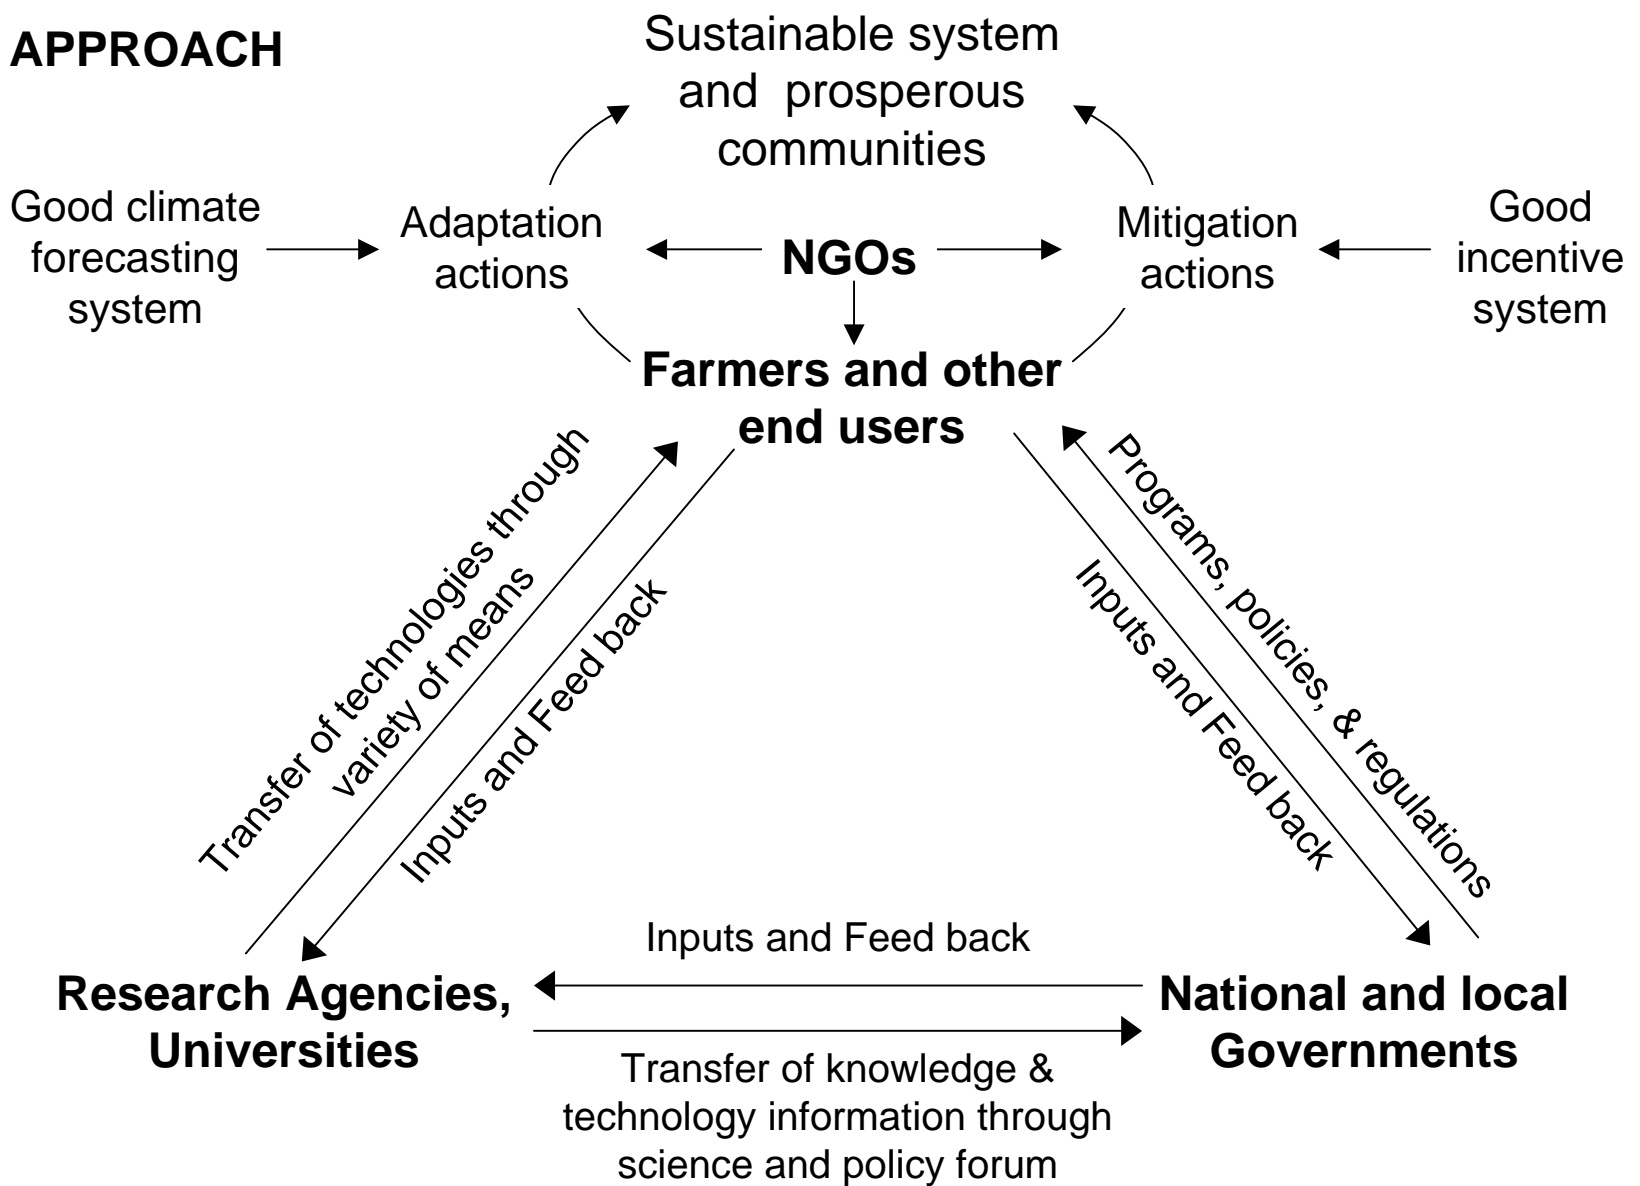 APPROACH
Sustainable system
and prosperous
communities
Good climate
forecasting
system
Adaptation
actions
NGOs
Mitigation
actions
Good
incentive
system
Farmers and other
end users
Transfer of technologies through
variety of means
Inputs and Feed back
Inputs and Feed back
Programs, policies, & regulations
Inputs and Feed back
Research Agencies,
Universities
National and local
Governments
Transfer of knowledge &
technology information through
science and policy forum